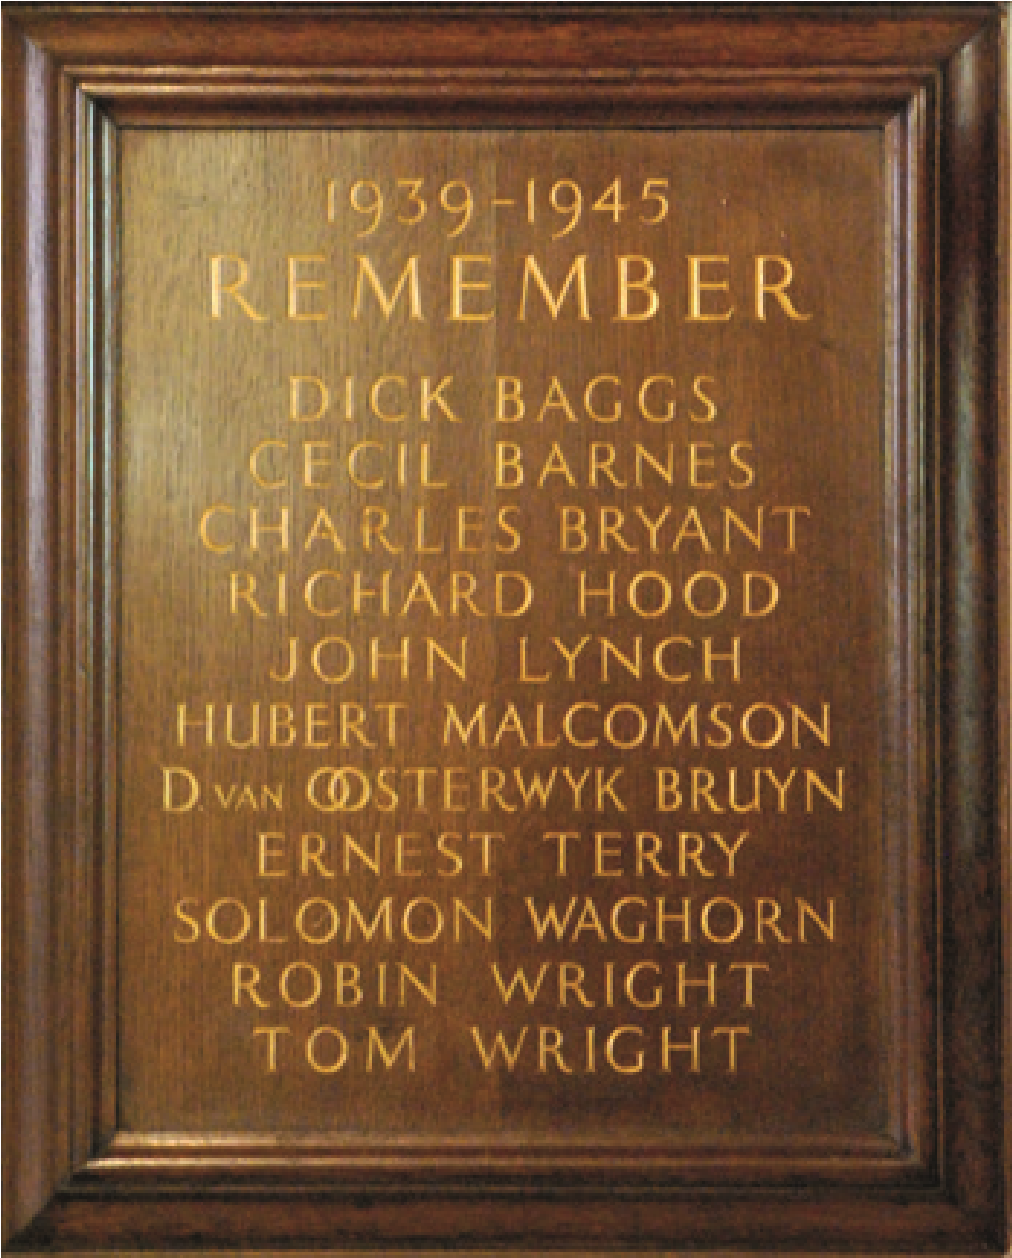 1939-1945
REMEMBER
DICK BAGGS
CECIL BARNES
CHARLES BRYANT
RICHARD HOOD
JOHN LYNCH
HUBERT MALCOMSON
D. VAN OOSTERWYK BRUYN
ERNEST TERRY
SOLOMON WAGHORN
ROBIN WRIGHT
TOM WRIGHT